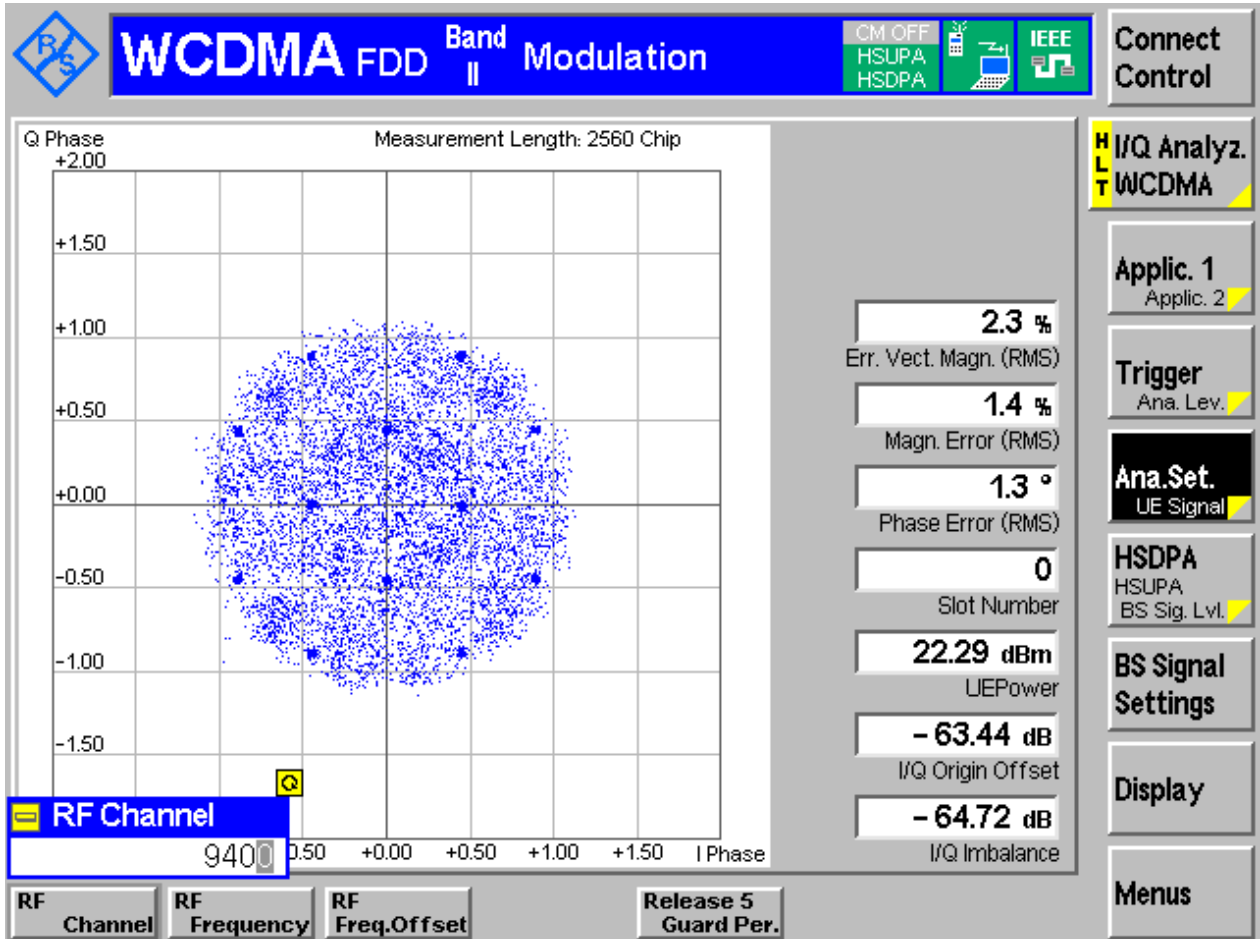 R/S
WCDMA FDD Band II Modulation
CM OFF
HSUPA
HSDPA
IEEE
Connect
Control
Q Phase
Measurement Length: 2560 Chip
+2.00
+1.50
+1.00
+0.50
+0.00
-0.50
-1.00
-1.50
Q
RF Channel
9400
0.50 +0.00 +0.50 +1.00 +1.50 I Phase
2.3 %
Err. Vect. Magn. (RMS)
1.4 %
Magn. Error (RMS)
1.3 °
Phase Error (RMS)
0
Slot Number
22.29 dBm
UEPower
-63.44 dB
I/Q Origin Offset
-64.72 dB
I/Q Imbalance
HLT
I/Q Analyz.
WCDMA
Applic. 1
Applic. 2
Trigger
Ana. Lev.
Ana.Set.
UE Signal
HSDPA
HSUPA
BS Sig. Lvl.
BS Signal
Settings
Display
Menus
RF
Channel
RF
Frequency
RF
Freq.Offset
Release 5
Guard Per.